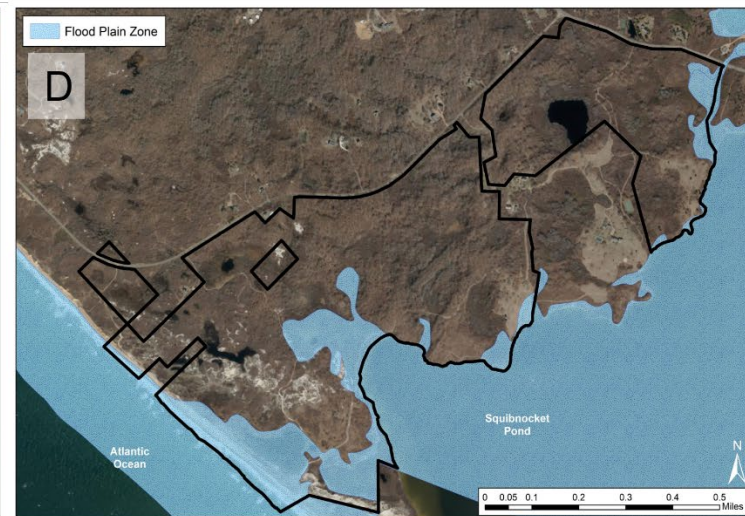 Flood Plain Zone
D
Squibnocket
Pond
Atlantic
Ocean
N
0 0.05 0.1 0.2 0.3 0.4 0.5
Miles